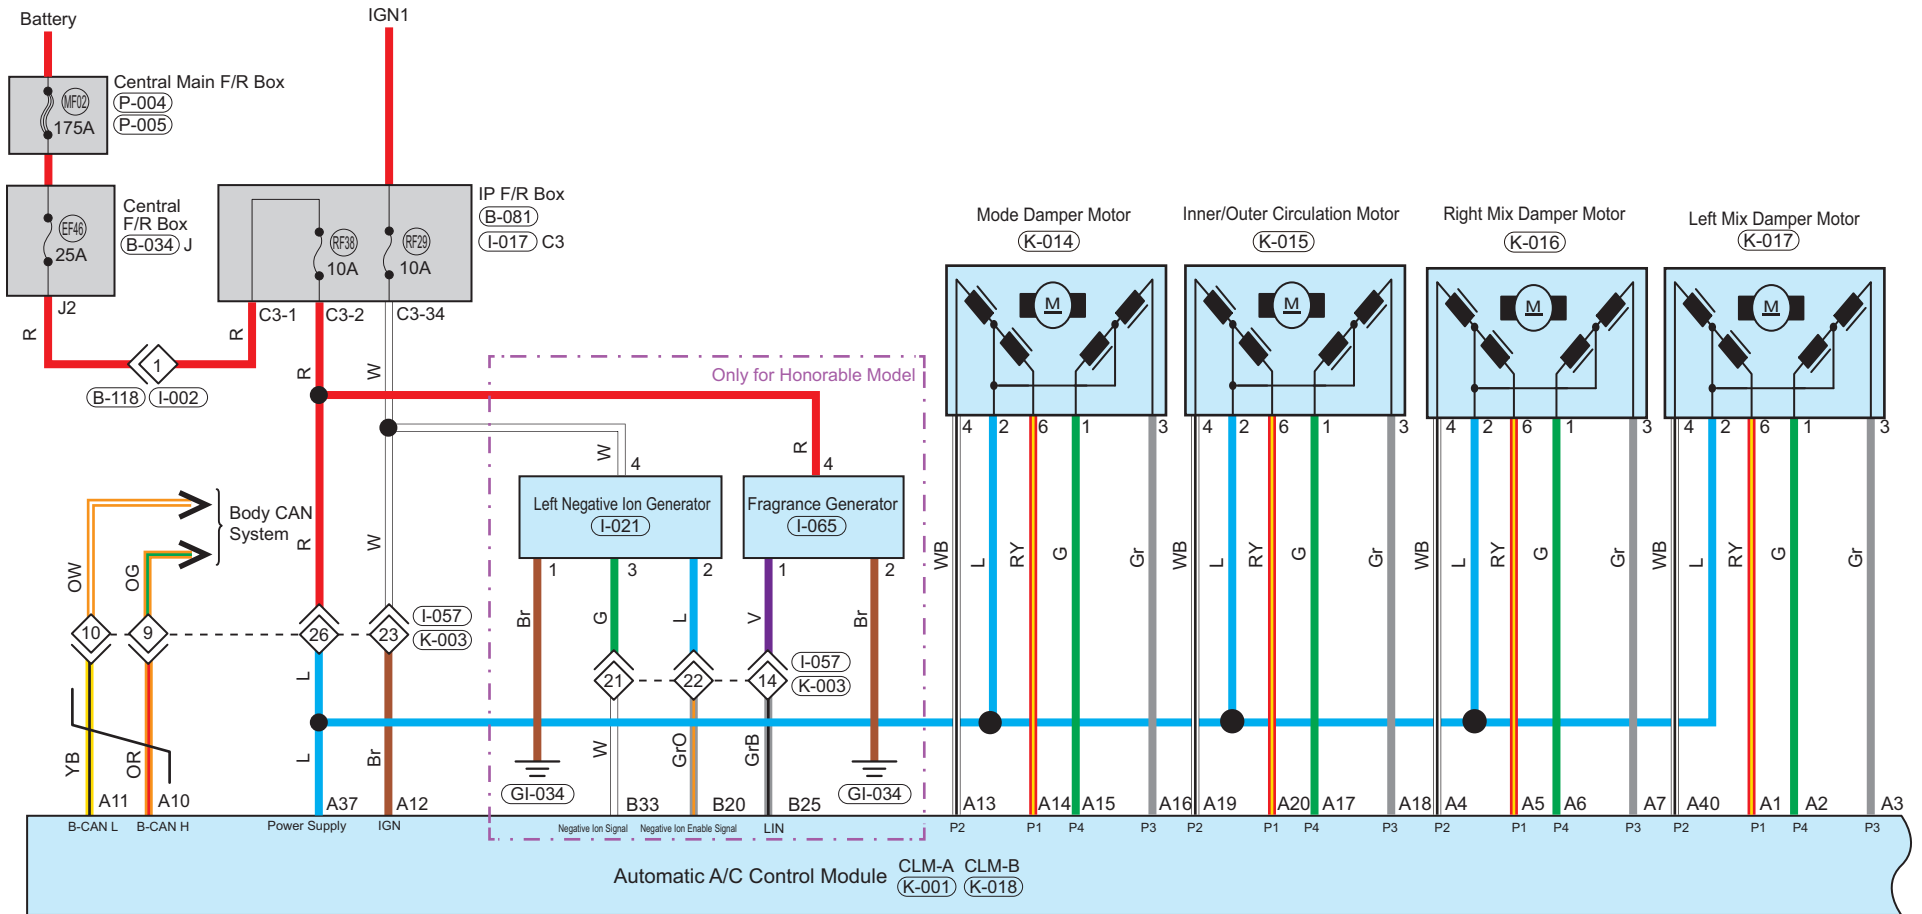 Battery
IGN1
MF02
175A
Central Main F/R Box
P-004
P-005
EF46
25A
Central
F/R Box
B-034 J
J2
RF38
10A
RF29
10A
IP F/R Box
B-081
I-017 C3
C3-1
C3-2
C3-34
R
R
R
W
1
B-118 I-002
Only for Honorable Model
W
4
R
4
Left Negative Ion Generator
I-021
Fragrance Generator
I-065
1
3
2
1
2
Br
G
L
V
Br
Body CAN
System
OW
OG
R
W
10
9
26
23
I-057
K-003
21
22
14
I-057
K-003
L
YB
OR
L
Br
W
GrO
GrB
GI-034
GI-034
Mode Damper Motor
K-014
M
4
2
6
1
3
WB
L
RY
G
Gr
Inner/Outer Circulation Motor
K-015
M
4
2
6
1
3
WB
L
RY
G
Gr
Right Mix Damper Motor
K-016
M
4
2
6
1
3
WB
L
RY
G
Gr
Left Mix Damper Motor
K-017
M
4
2
6
1
3
WB
L
RY
G
Gr
A11 A10 A37 A12 B33 B20 B25 A13 A14 A15 A16 A19 A20 A17 A18 A4 A5 A6 A7 A40 A1 A2 A3
B-CAN L B-CAN H Power Supply IGN Negative Ion Signal Negative Ion Enable Signal LIN P2 P1 P4 P3 P2 P1 P4 P3 P2 P1 P4 P3 P2 P1 P4 P3
Automatic A/C Control Module
CLM-A CLM-B
K-001 K-018